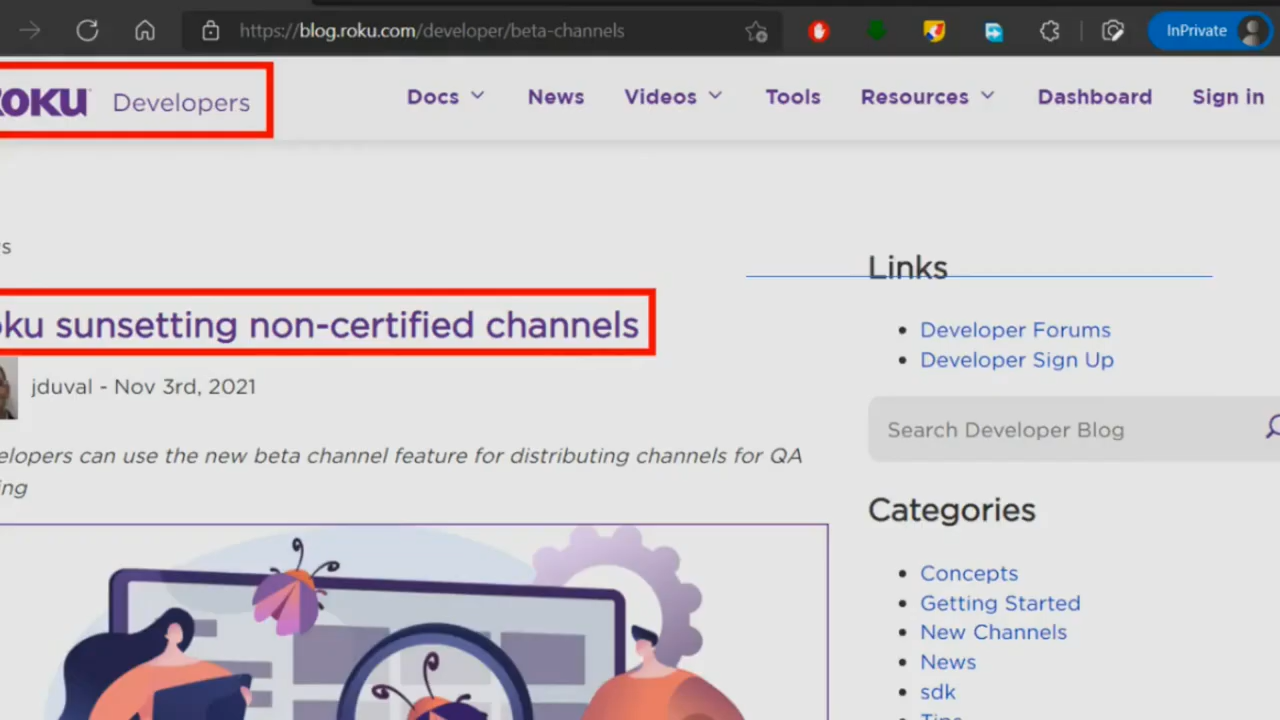 https://blog.roku.com/developer/beta-channels
InPrivate
ROKU Developers
Docs
News
Videos
Tools
Resources
Dashboard
Sign in
s
oku sunsetting non-certified channels
jduval - Nov 3rd, 2021
elopers can use the new beta channel feature for distributing channels for QA
ing
Links
Developer Forums
Developer Sign Up
Search Developer Blog
Categories
Concepts
Getting Started
New Channels
News
sdk
Tips